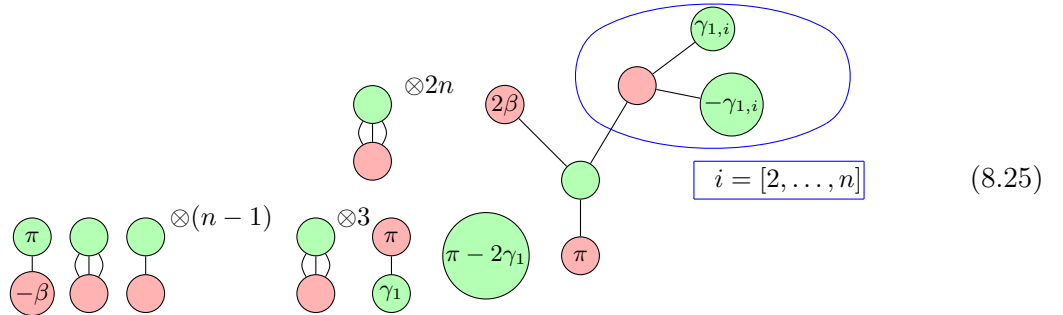 γ₁,ᵢ
⊗2n
2β
−γ₁,ᵢ
i = [2, . . . , n]
(8.25)
⊗(n − 1)
⊗3
π
π
π − 2γ₁
π
−β
γ₁